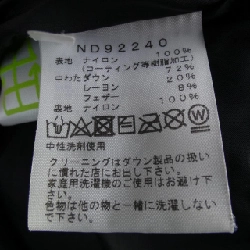 ND92240
表地 ナイロン 100%
(コーティング等樹脂加工)
中わた ダウン 72%
レーヨン 20%
フェザー 8%
裏地 ナイロン 100%
中性洗剤使用
クリーニングはダウン製品の扱い
に慣れた店にお出し下さい。
家庭用洗濯機のご使用はお避け下
さい。
色物は他の物と一緒に洗濯しない
で下さい。